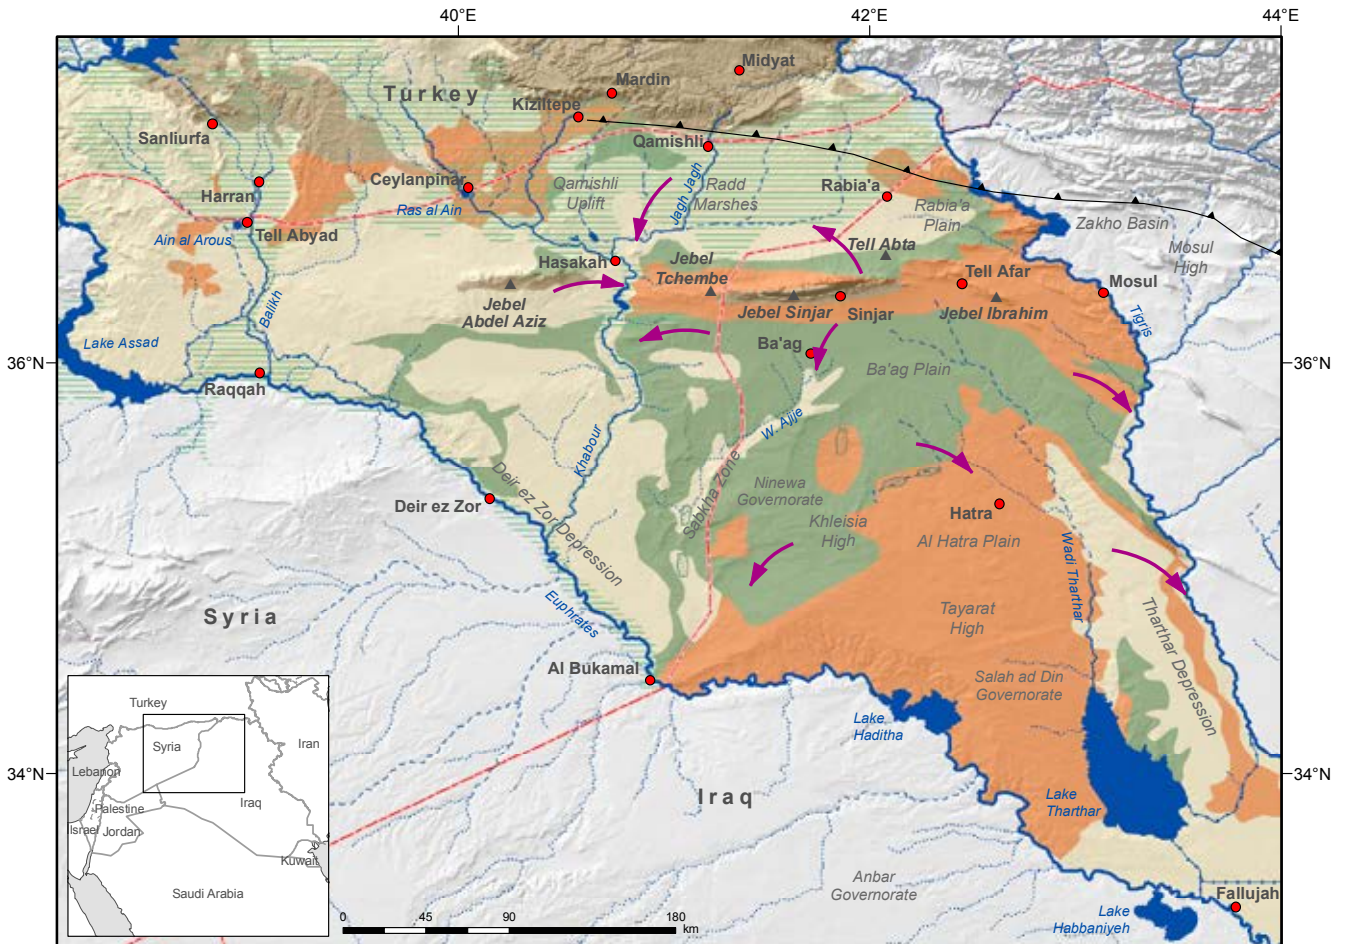 40°E
42°E
44°E
Midyat
Mardin
Turkey
Kiziltepe
Sanliurfa
Qamishli
Harran
Ceylanpinar
Qamishli
Uplift
Jagh Jagh
Radd
Marshes
Rabia'a
Rabia'a
Plain
Zakho Basin
Ras al Ain
Ain al Arous
Tell Abyad
Tell Abta
Mosul
High
Hasakah
Jebel
Tchembe
Tell Afar
Mosul
Jebel
Abdel Aziz
Jebel Sinjar
Sinjar
Jebel Ibrahim
Balikh
Tigris
Lake Assad
Ba'ag
36°N
36°N
Ba'ag Plain
Raqqah
W. Ajije
Khabour
Deir ez Zor Depression
Sabkha Zone
Ninewa
Governorate
Deir ez Zor
Khleisia
High
Hatra
Al Hatra Plain
Wadi Tharthar
Euphrates
Syria
Tayarat
High
Tharthar Depression
Al Bukamal
Salah ad Din
Governorate
Lake
Haditha
34°N
34°N
Iraq
Lake
Tharthar
Anbar
Governorate
Fallujah
Lake
Habbaniyeh
Turkey
Syria
Iran
Lebanon
Iraq
Palestine
Israel
Jordan
Kuwait
Saudi Arabia
0
45
90
180
km